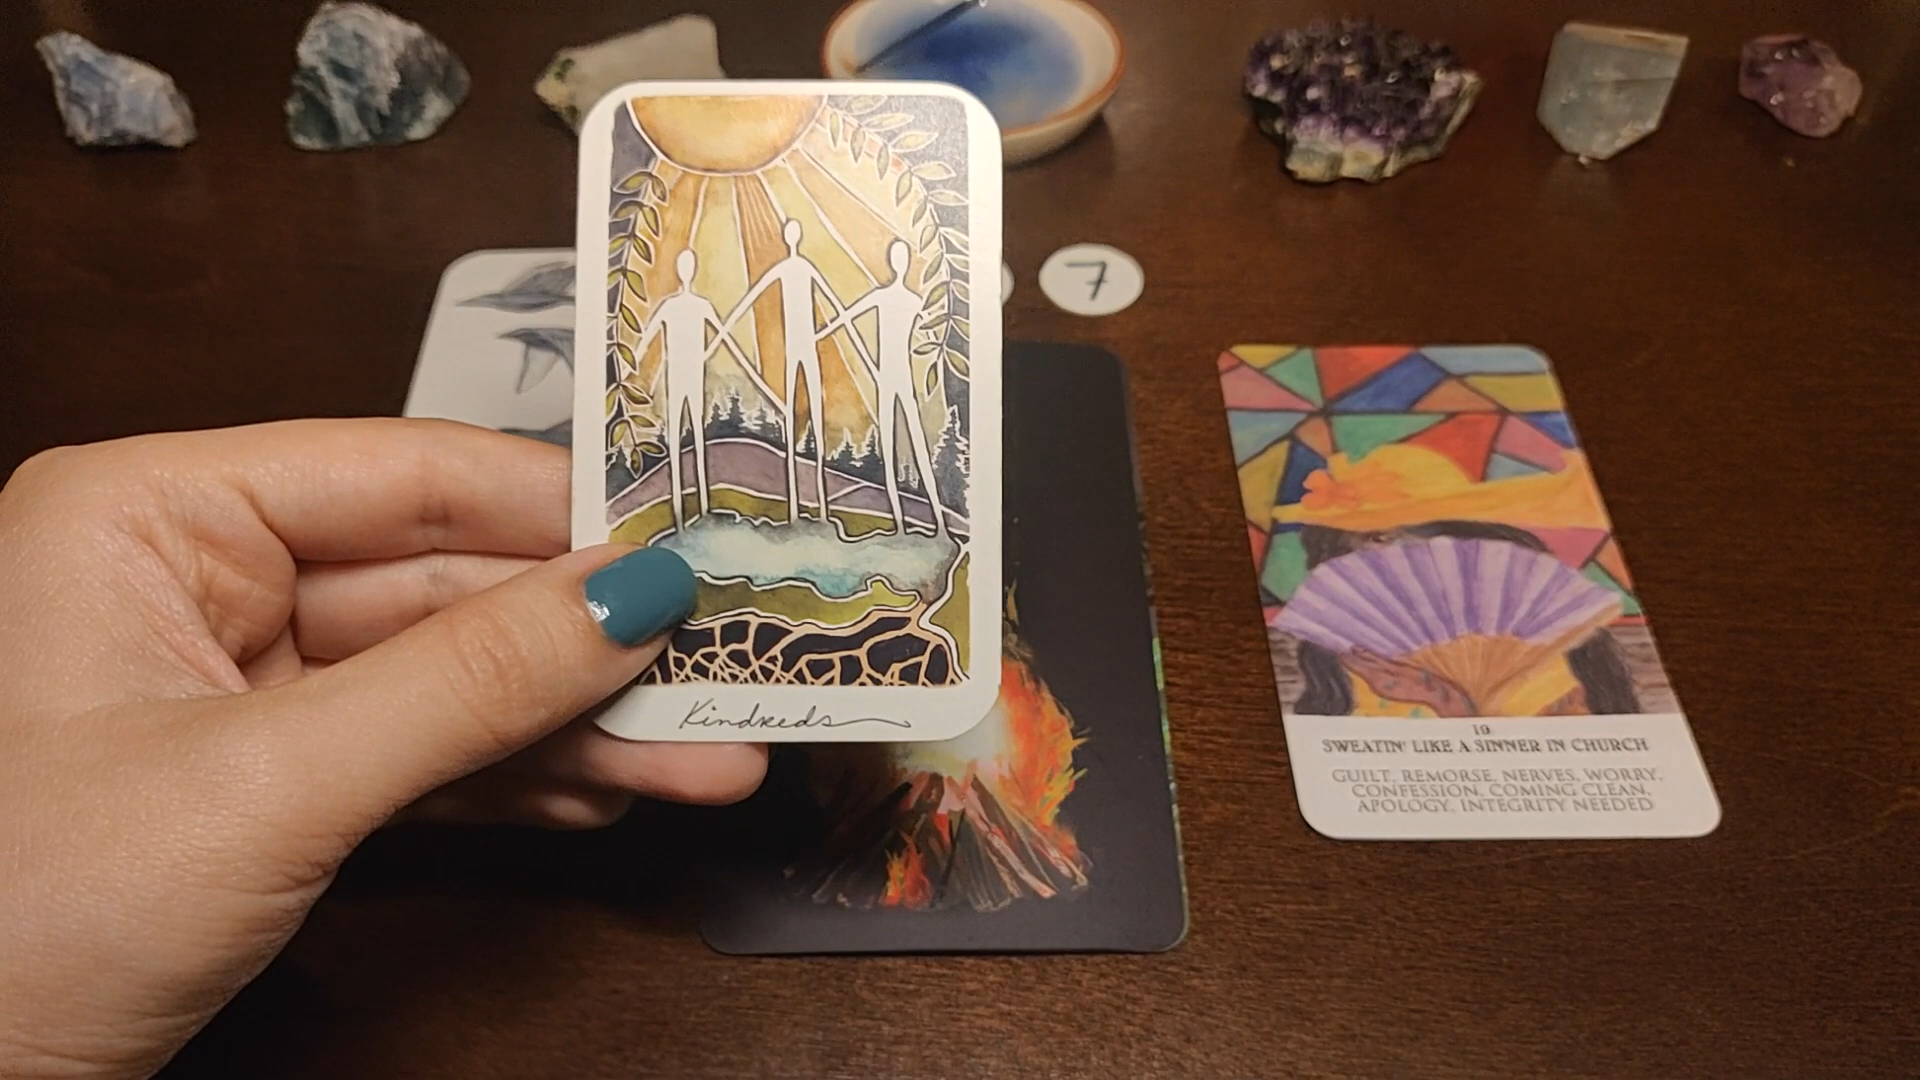 7
Kindreds
19
SWEATIN' LIKE A SINNER IN CHURCH
GUILT, REMORSE, NERVES, WORRY,
CONFESSION, COMING CLEAN,
APOLOGY, INTEGRITY NEEDED